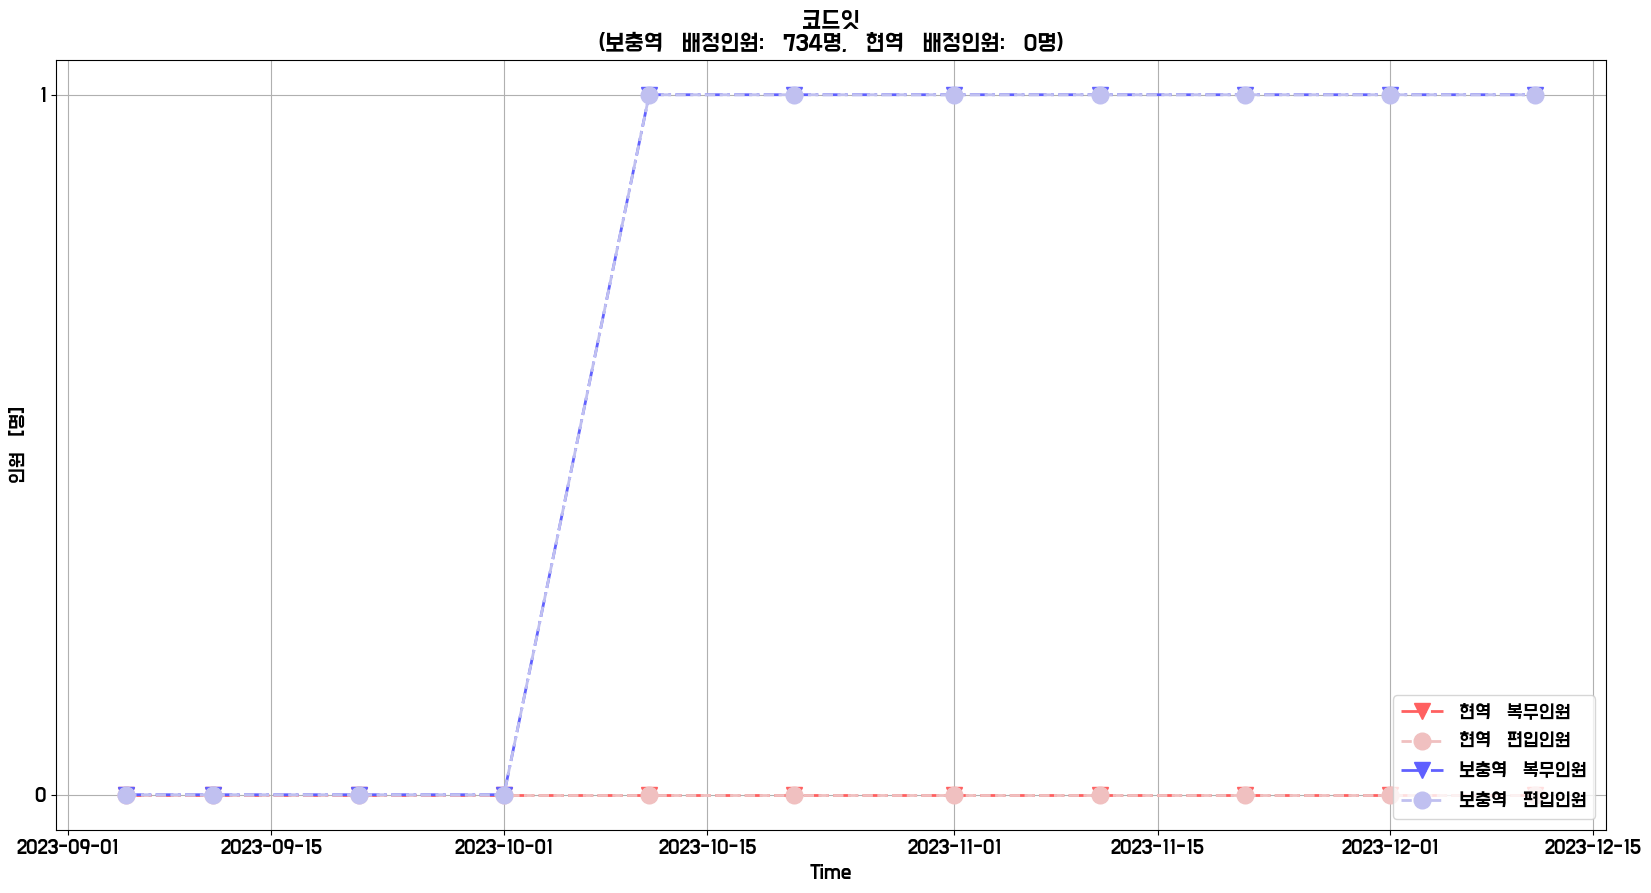 코드잇
(보충역 배정인원: 734명, 현역 배정인원: 0명)
1
0
인원 [명]
2023-09-01 2023-09-15 2023-10-01 2023-10-15 2023-11-01 2023-11-15 2023-12-01 2023-12-15
Time
현역 복무인원
현역 편입인원
보충역 복무인원
보충역 편입인원